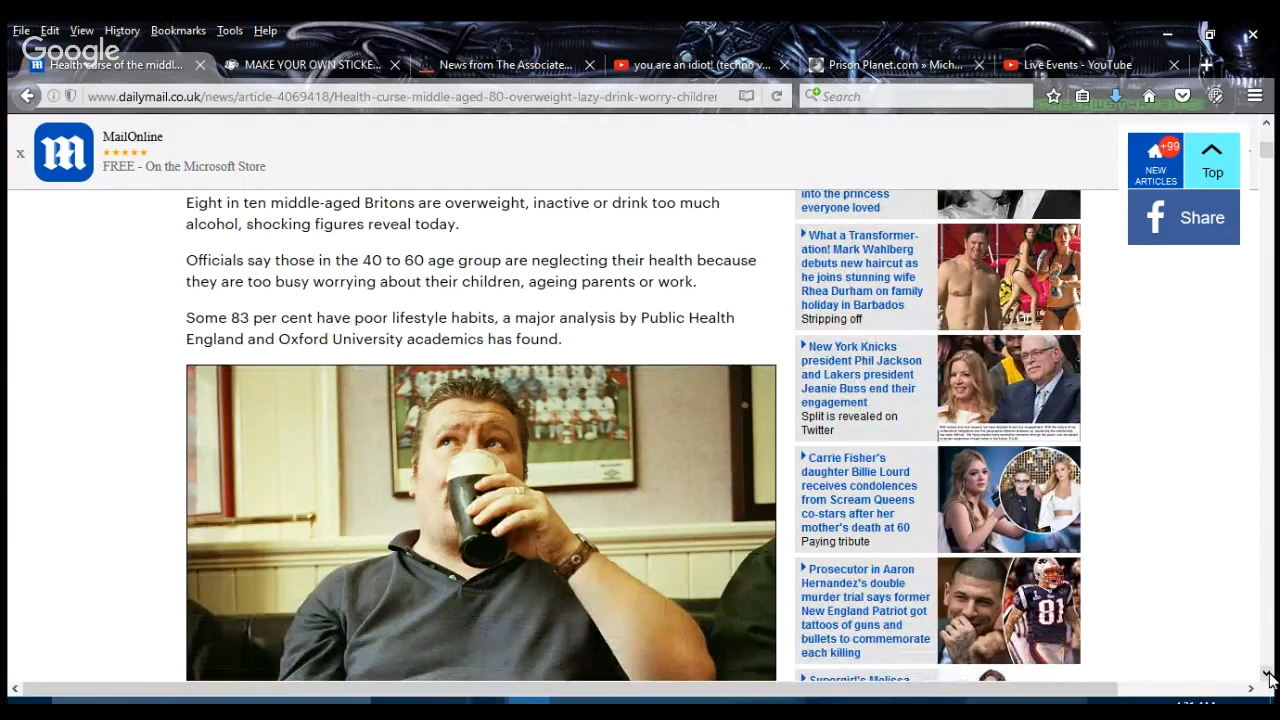 File Edit View History Bookmarks Tools Help
Google
Health curse of the middl...
MAKE YOUR OWN STICKE...
News from The Associate...
you are an idiot! (techno v...
Prison Planet.com » Mich...
Live Events - YouTube
www.dailymail.co.uk/news/article-4069418/Health-curse-middle-aged-80-overweight-lazy-drink-worry-children
Search
x
MailOnline
FREE - On the Microsoft Store
+99
NEW
ARTICLES
Top
Share
Eight in ten middle-aged Britons are overweight, inactive or drink too much
alcohol, shocking figures reveal today.
Officials say those in the 40 to 60 age group are neglecting their health because
they are too busy worrying about their children, ageing parents or work.
Some 83 per cent have poor lifestyle habits, a major analysis by Public Health
England and Oxford University academics has found.
into the princess
everyone loved
What a Transformer-
ation! Mark Wahlberg
debuts new haircut as
he joins stunning wife
Rhea Durham on family
holiday in Barbados
Stripping off
New York Knicks
president Phil Jackson
and Lakers president
Jeanie Buss end their
engagement
Split is revealed on
Twitter
Carrie Fisher's
daughter Billie Lourd
receives condolences
from Scream Queens
co-stars after her
mother's death at 60
Paying tribute
Prosecutor in Aaron
Hernandez's double
murder trial says former
New England Patriot got
tattoos of guns and
bullets to commemorate
each killing
81
Supergirl's Melissa